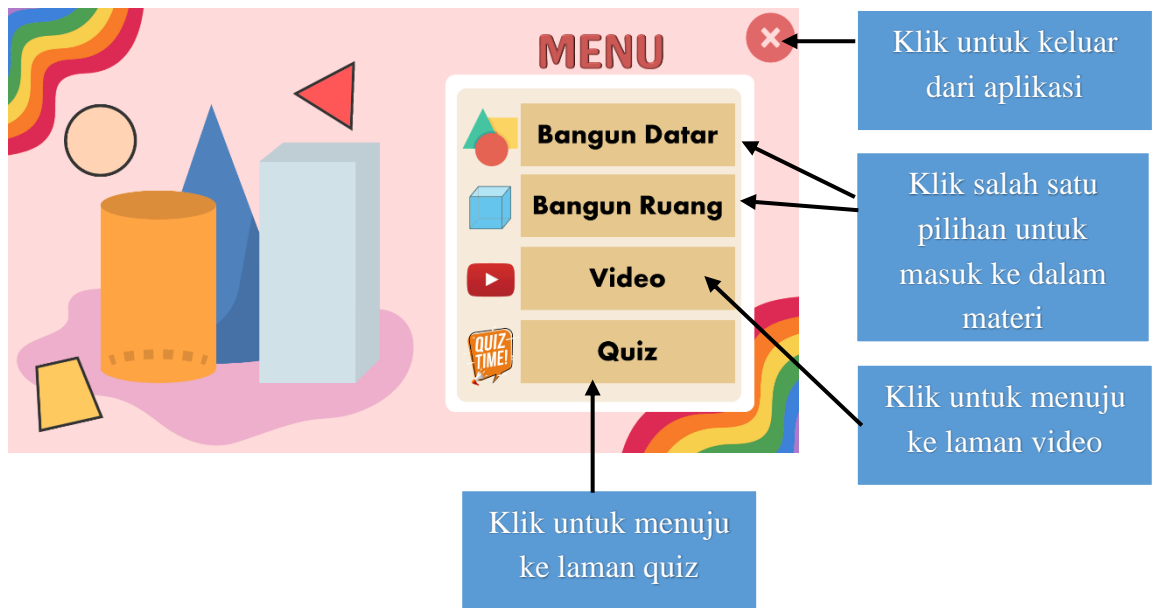 MENU
Bangun Datar
Bangun Ruang
Video
QUIZ
TIME!
Quiz
Klik untuk keluar
dari aplikasi
Klik salah satu
pilihan untuk
masuk ke dalam
materi
Klik untuk menuju
ke laman video
Klik untuk menuju
ke laman quiz